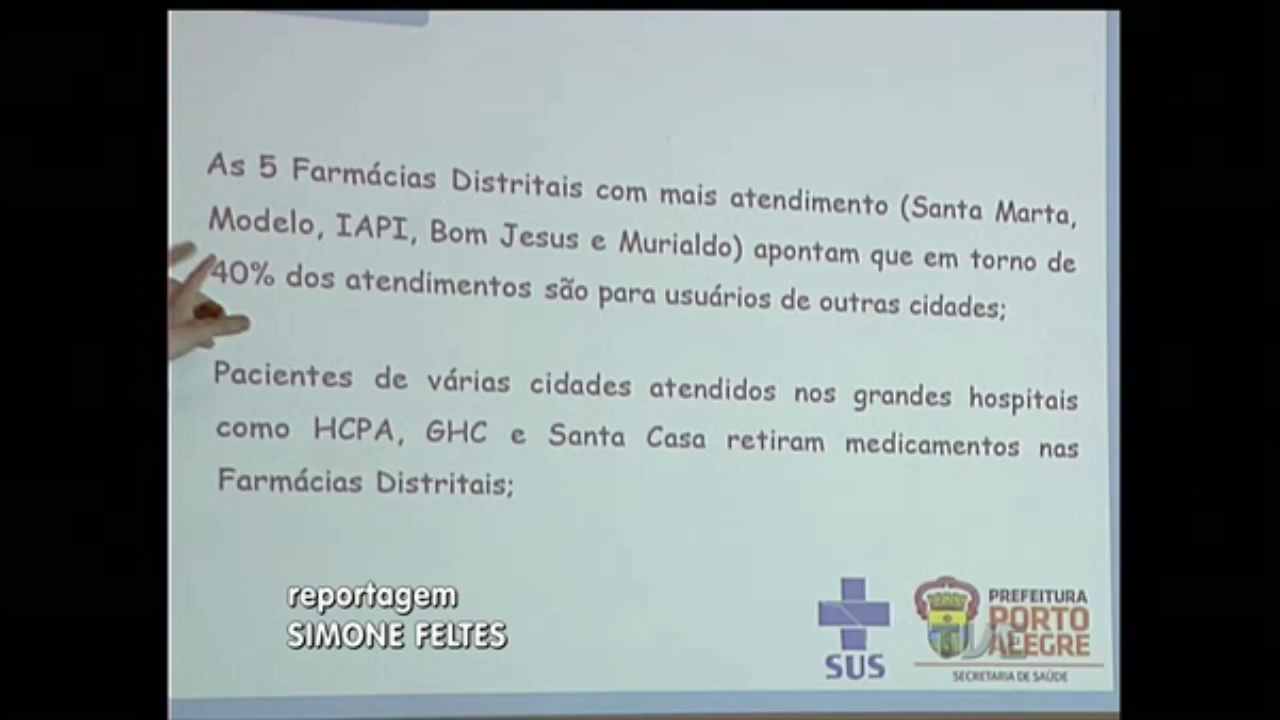 As 5 Farmácias Distritais com mais atendimento (Santa Marta,
Modelo, IAPI, Bom Jesus e Murialdo) apontam que em torno de
40% dos atendimentos são para usuários de outras cidades;
Pacientes de várias cidades atendidos nos grandes hospitais
como HCPA, GHC e Santa Casa retiram medicamentos nas
Farmácias Distritais;
reportagem
SIMONE FELTES
SUS
PREFEITURA
PORTO
ALEGRE
SECRETARIA DE SAÚDE